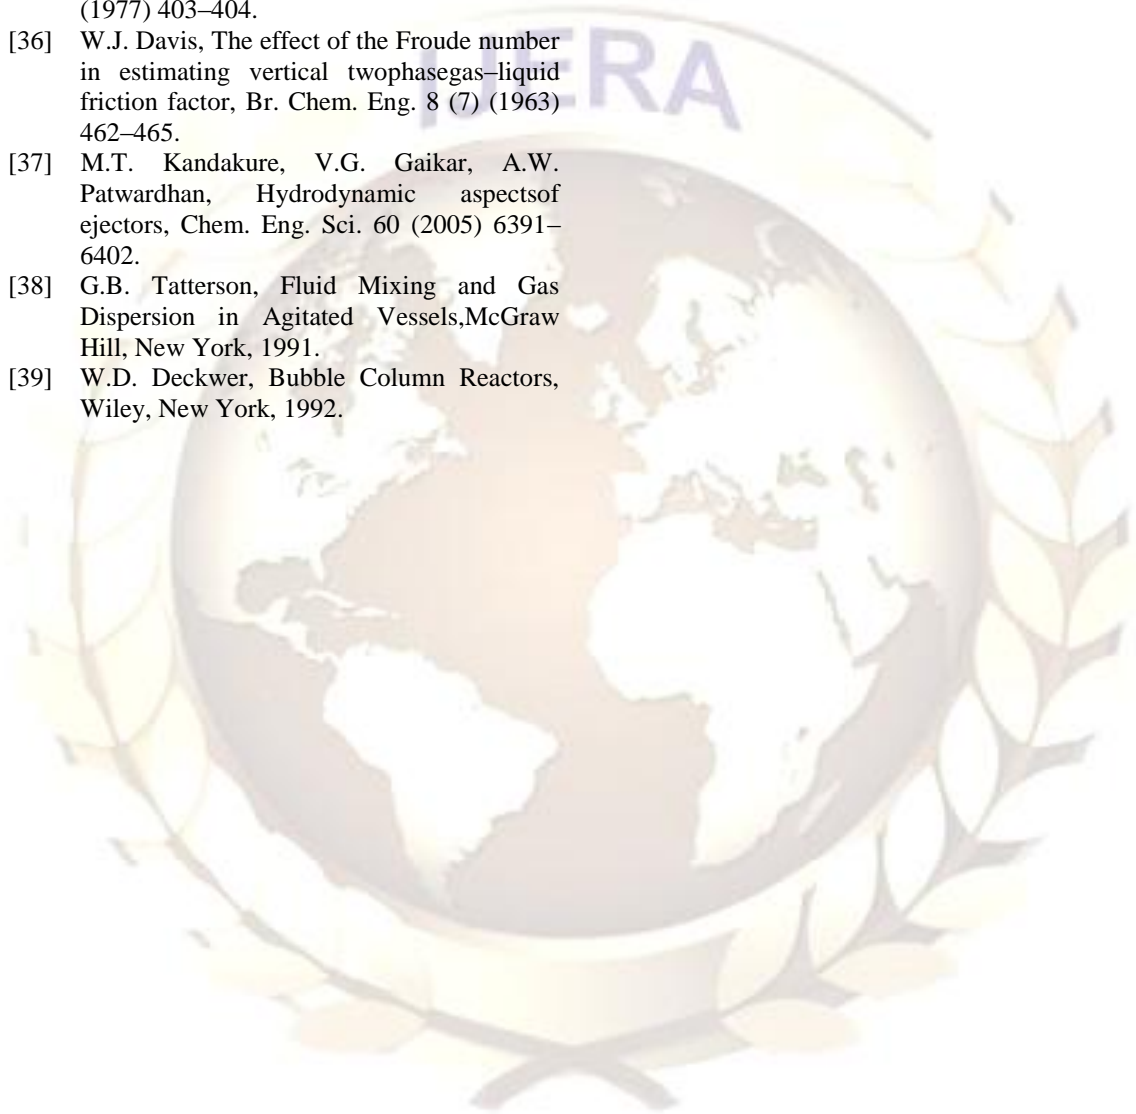 (1977) 403–404.
IJERA
[36] W.J. Davis, The effect of the Froude number
in estimating vertical twophasegas–liquid
friction factor, Br. Chem. Eng. 8 (7) (1963)
462–465.
[37] M.T. Kandakure, V.G. Gaikar, A.W.
Patwardhan, Hydrodynamic aspectsof
ejectors, Chem. Eng. Sci. 60 (2005) 6391–
6402.
[38] G.B. Tatterson, Fluid Mixing and Gas
Dispersion in Agitated Vessels,McGraw
Hill, New York, 1991.
[39] W.D. Deckwer, Bubble Column Reactors,
Wiley, New York, 1992.